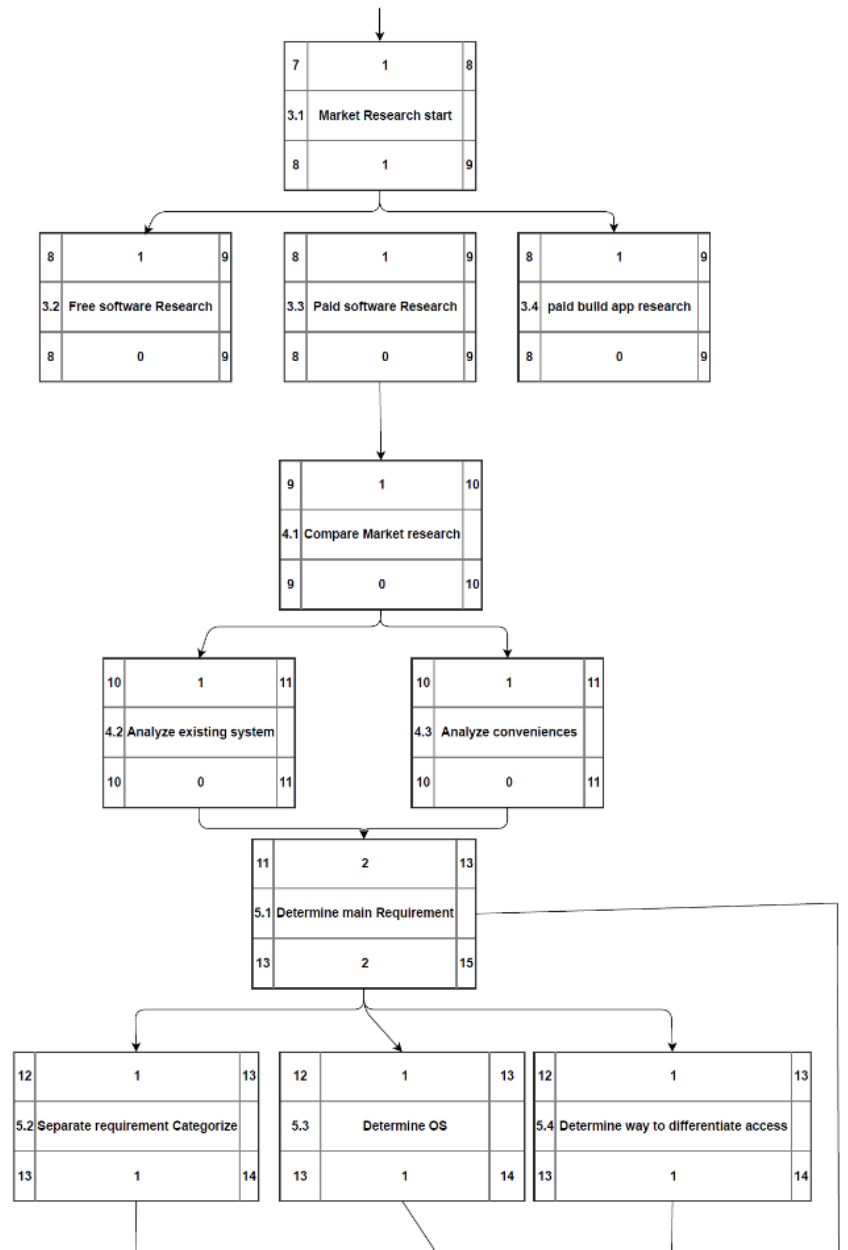 7 1 8
3.1 Market Research start
8 1 9
8 1 9
3.2 Free software Research
8 0 9
8 1 9
3.3 Paid software Research
8 0 9
8 1 9
3.4 paid build app research
8 0 9
9 1 10
4.1 Compare Market research
9 0 10
10 1 11
4.2 Analyze existing system
10 0 11
10 1 11
4.3 Analyze conveniences
10 0 11
11 2 13
5.1 Determine main Requirement
13 2 15
12 1 13
5.2 Separate requirement Categorize
13 1 14
12 1 13
5.3 Determine OS
13 1 14
12 1 13
5.4 Determine way to differentiate access
13 1 14